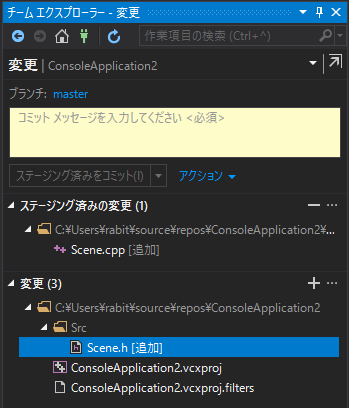 チーム エクスプローラー - 変更
作業項目の検索 (Ctrl+^)
変更 | ConsoleApplication2
ブランチ: master
コミット メッセージを入力してください <必須>
ステージング済みをコミット(I) アクション
ステージング済みの変更 (1)
C:¥Users¥rabit¥source¥repos¥ConsoleApplication2¥...
Scene.cpp [追加]
変更 (3)
C:¥Users¥rabit¥source¥repos¥ConsoleApplication2
Src
Scene.h [追加]
ConsoleApplication2.vcxproj
ConsoleApplication2.vcxproj.filters